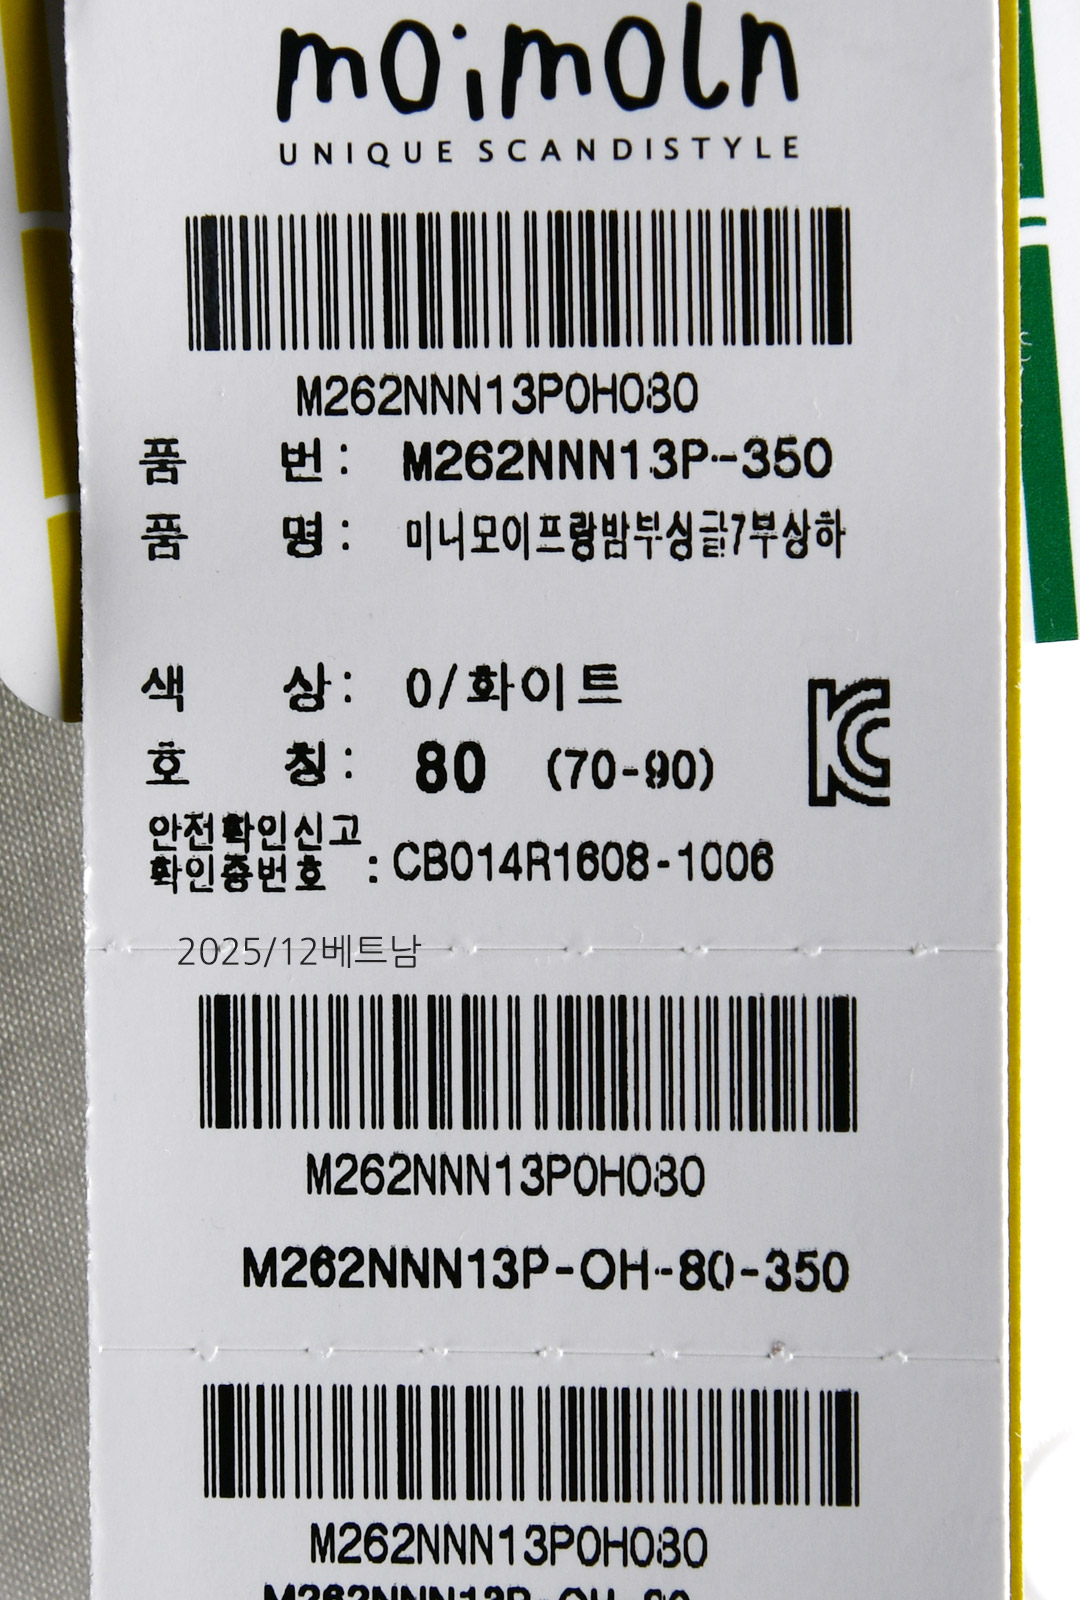 moimoln
UNIQUE SCANDISTYLE
M262NNN13P0H080
품 번 : M262NNN13P-350
품 명 : 미니모이프랑밤부싱글7부상하
색 상 : 0/화이트
호 칭 : 80 (70-90)
안전확인신고
확인증번호 : CB014R1608-1006
2025/12베트남
M262NNN13P0H080
M262NNN13P-OH-80-350
M262NNN13P0H080
M262NNN13P-OH-80